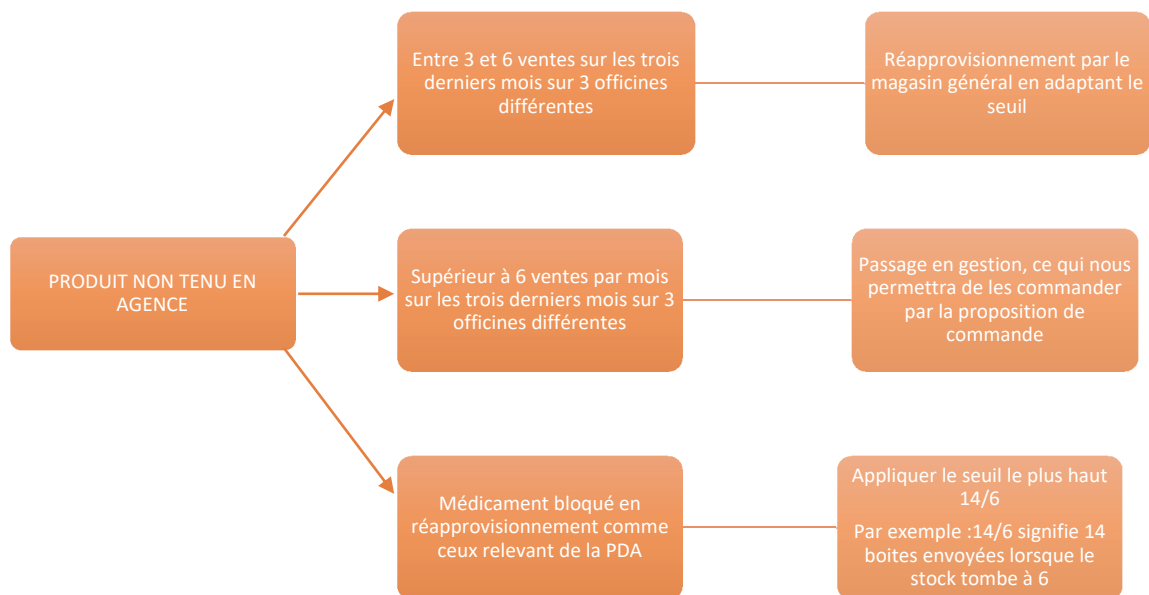 Entre 3 et 6 ventes sur les trois
derniers mois sur 3 officines
différentes
Réapprovisionnement par le
magasin général en adaptant le
seuil
PRODUIT NON TENU EN
AGENCE
Supérieur à 6 ventes par mois
sur les trois derniers mois sur 3
officines différentes
Passage en gestion, ce qui nous
permettra de les commander
par la proposition de
commande
Médicament bloqué en
réapprovisionnement comme
ceux relevant de la PDA
Appliquer le seuil le plus haut
14/6
Par exemple :14/6 signifie 14
boites envoyées lorsque le
stock tombe à 6